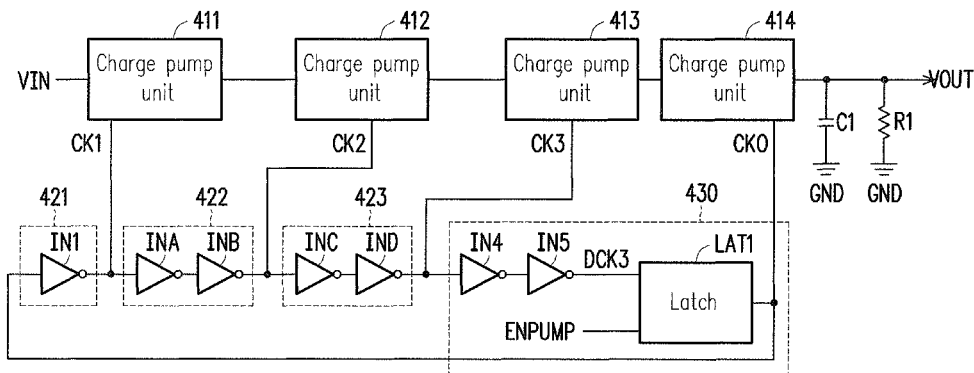 411
412
413
414
Charge pump
unit
Charge pump
unit
Charge pump
unit
Charge pump
unit
VIN
VOUT
C1
R1
GND
GND
CK1
CK2
CK3
CK0
421
422
423
430
IN1
INA
INB
INC
IND
IN4
IN5
DCK3
LAT1
Latch
ENPUMP